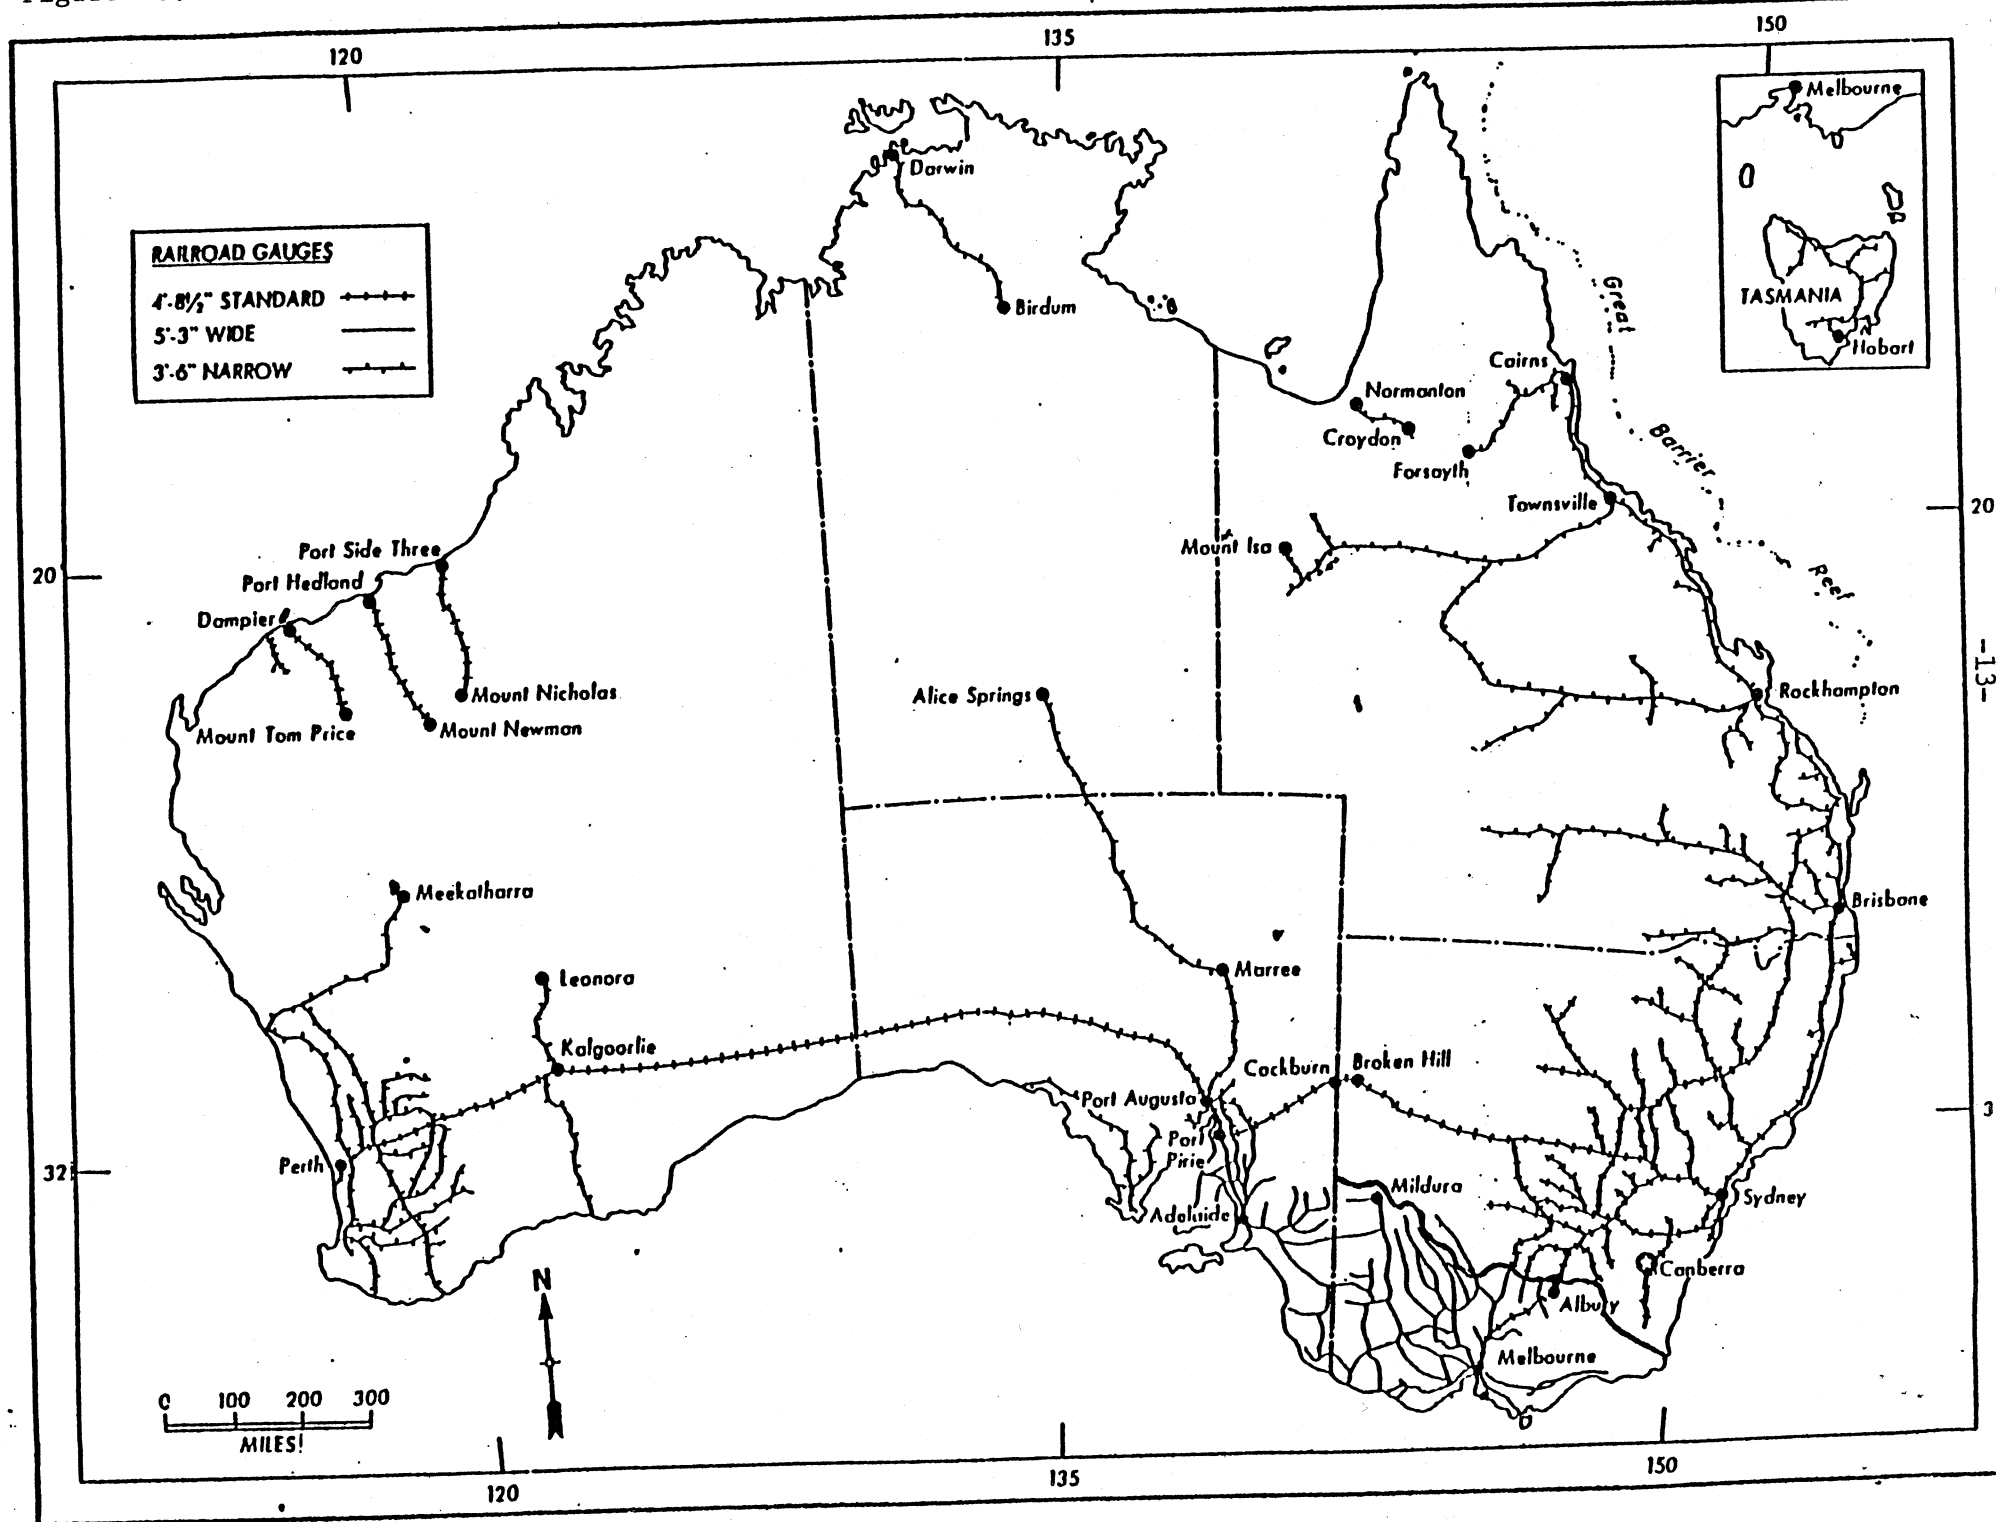 120
135
150
Melbourne
Darwin
RAILROAD GAUGES
4'-8½" STANDARD
5'-3" WIDE
3'-6" NARROW
Birdum
Great
TASMANIA
Hobart
Cairns
Normanton
Croydon
Forsayth
Barrier
Townsville
20
Port Side Three
Mount Isa
Port Hedland
20
Reef
Dampier
-13-
Mount Nicholas
Alice Springs
Rockhampton
Mount Tom Price
Mount Newman
Meekatharra
Brisbane
Leonora
Marree
Kalgoorlie
Cockburn
Broken Hill
Port Augusta
3
Port
Pirie
Perth
32
Mildura
Sydney
Adelaide
Canberra
N
Albury
Melbourne
0 100 200 300
MILES!
120
135
150